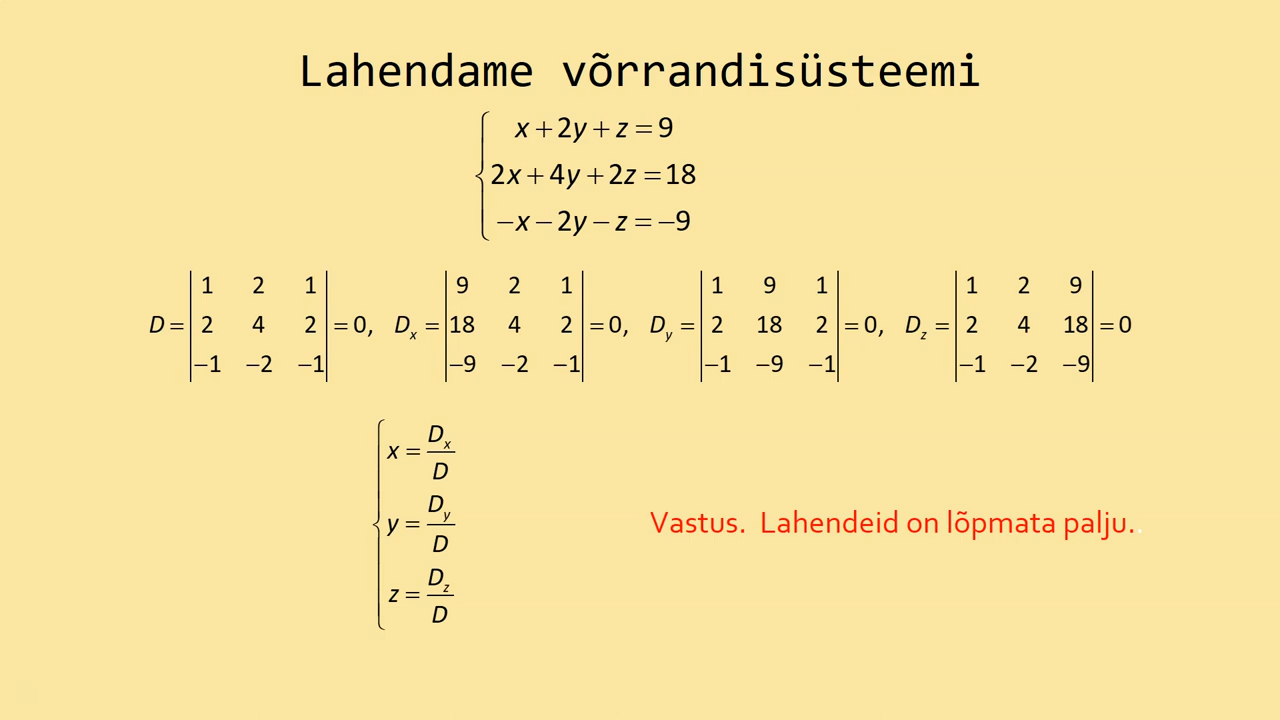 Lahendame võrrandisüsteemi
x + 2y + z = 9
2x + 4y + 2z = 18
−x − 2y − z = −9
D = | 1 2 1 | = 0, Dx = | 9 2 1 | = 0, Dy = | 1 9 1 | = 0, Dz = | 1 2 9 | = 0
2 4 2 18 4 2 2 18 2 2 4 18
−1 −2 −1 −9 −2 −1 −1 −9 −1 −1 −2 −9
x = Dx / D
y = Dy / D
z = Dz / D
Vastus. Lahendeid on lõpmata palju..